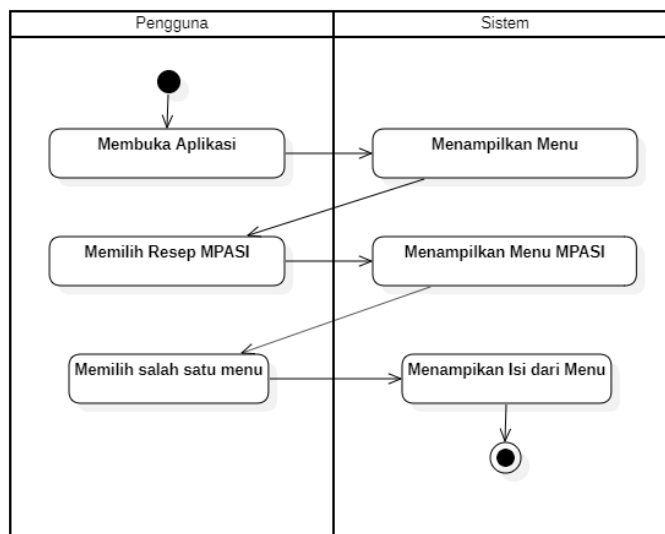 Pengguna
Sistem
Membuka Aplikasi
Menampilkan Menu
Memilih Resep MPASI
Menampilkan Menu MPASI
Memilih salah satu menu
Menampikan Isi dari Menu